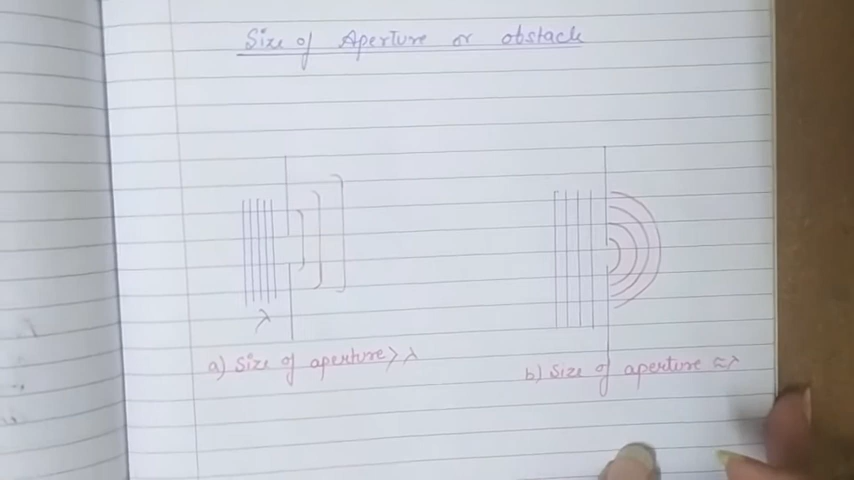 Size of Aperture or obstacle
λ
a) Size of aperture > λ
b) Size of aperture ≈ λ